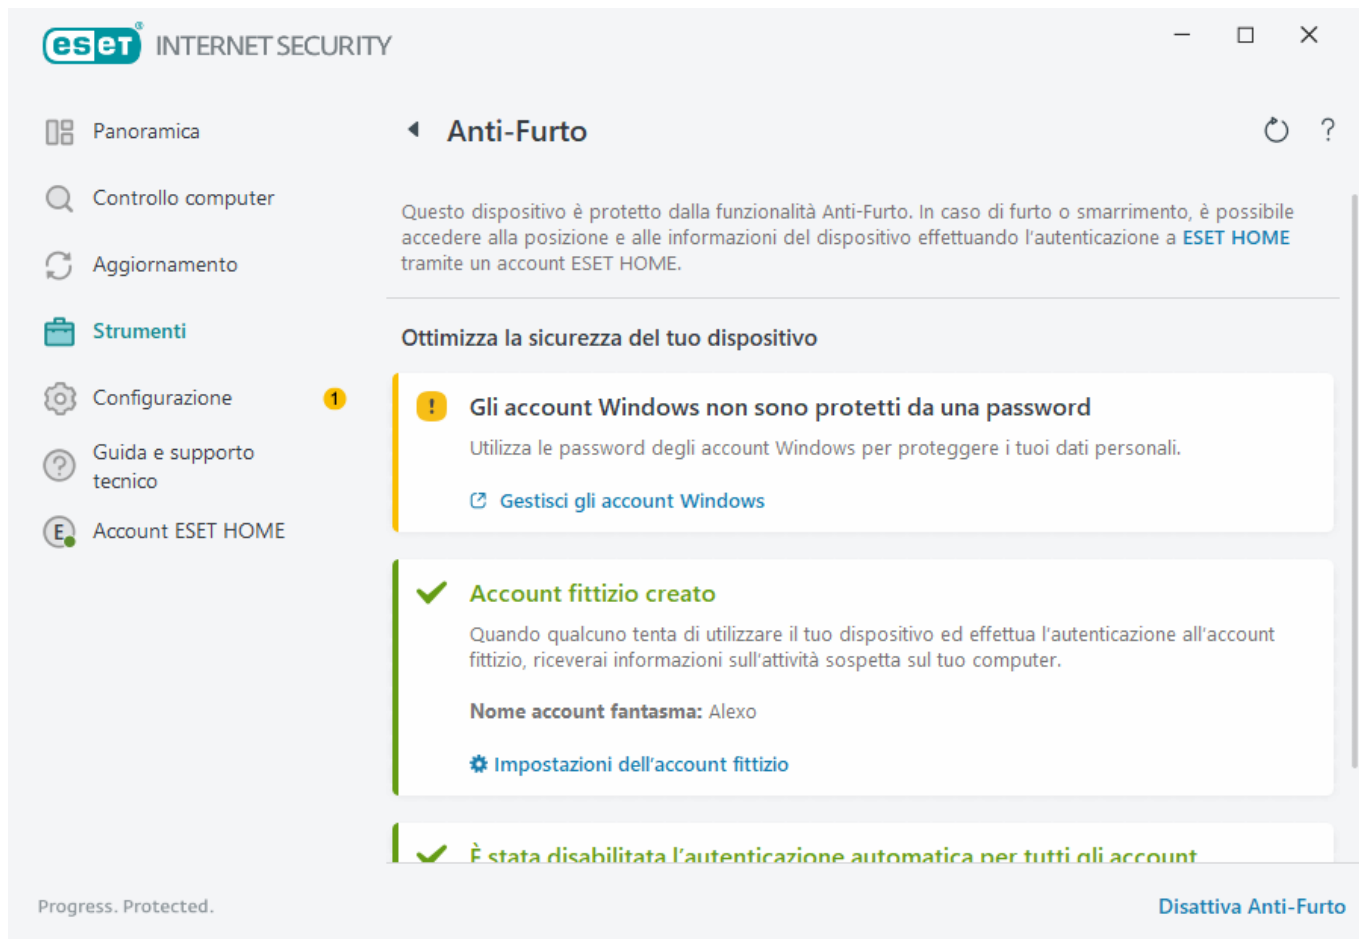 eset® INTERNET SECURITY
Panoramica
Controllo computer
Aggiornamento
Strumenti
Configurazione 1
Guida e supporto
tecnico
E Account ESET HOME
Anti-Furto ?
Questo dispositivo è protetto dalla funzionalità Anti-Furto. In caso di furto o smarrimento, è possibile
accedere alla posizione e alle informazioni del dispositivo effettuando l'autenticazione a ESET HOME
tramite un account ESET HOME.
Ottimizza la sicurezza del tuo dispositivo
! Gli account Windows non sono protetti da una password
Utilizza le password degli account Windows per proteggere i tuoi dati personali.
Gestisci gli account Windows
Account fittizio creato
Quando qualcuno tenta di utilizzare il tuo dispositivo ed effettua l'autenticazione all'account
fittizio, riceverai informazioni sull'attività sospetta sul tuo computer.
Nome account fantasma: Alexo
Impostazioni dell'account fittizio
È stata disabilitata l'autenticazione automatica per tutti gli account
Progress. Protected.
Disattiva Anti-Furto